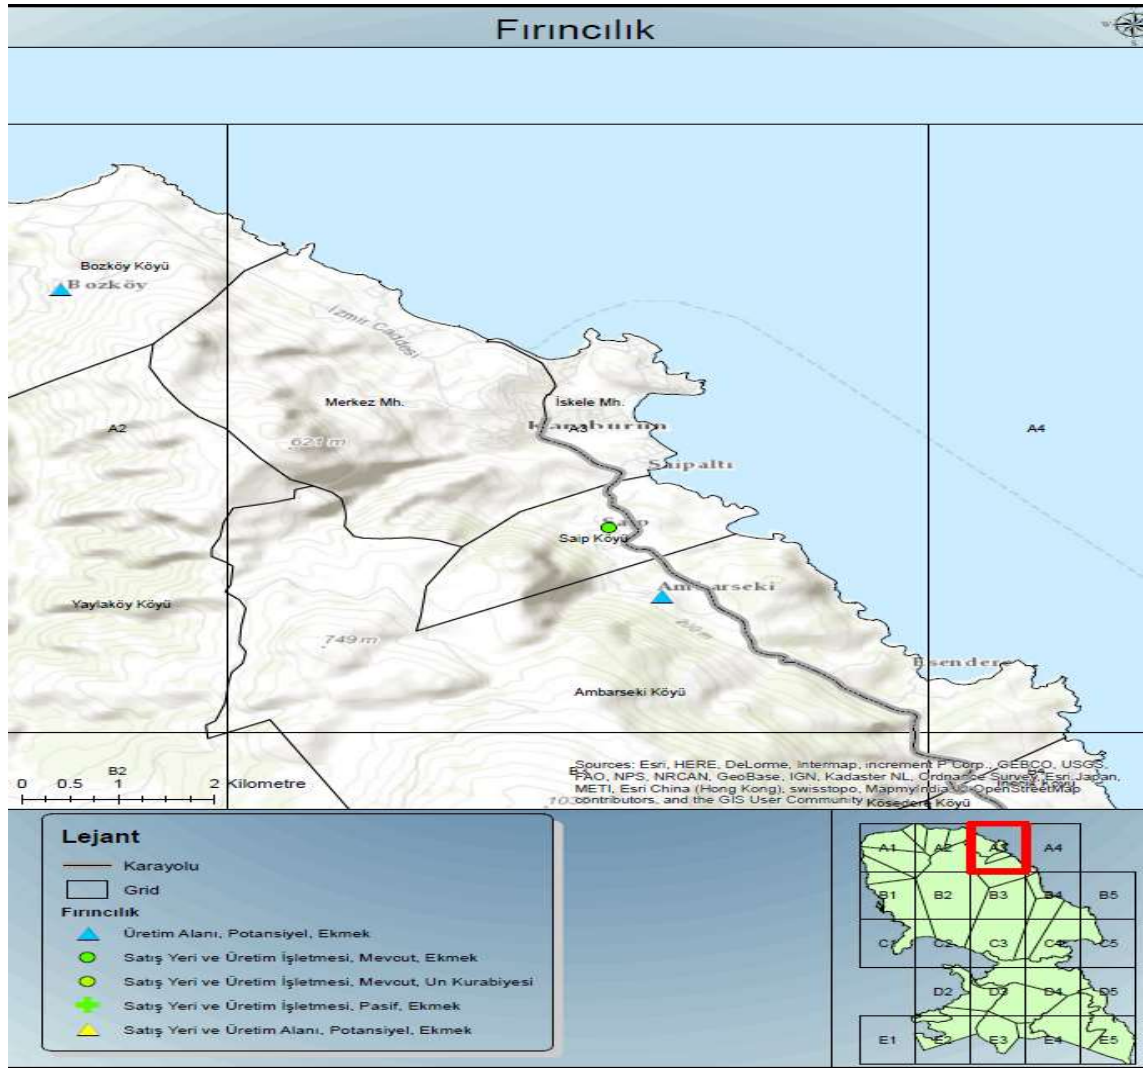 Fırıncılık
W
S
Bozköy Köyü
Bozköy
İzmir Caddesi
Merkez Mh.
İskele Mh.
A2
A3
A4
621 m
Saipaltı
Saip
Saip Köyü
Ambarseki
Yaylaköy Köyü
749 m
200 m
Esendere
Ambarseki Köyü
B2
0 0.5 1 2 Kilometre
Sources: Esri, HERE, DeLorme, Intermap, increment P Corp., GEBCO, USGS,
FAO, NPS, NRCAN, GeoBase, IGN, Kadaster NL, Ordnance Survey, Esri Japan,
METI, Esri China (Hong Kong), swisstopo, MapmyIndia, © OpenStreetMap
contributors, and the GIS User Community
Kösedere Köyü
Lejant
Karayolu
Grid
Fırıncılık
Üretim Alanı, Potansiyel, Ekmek
Satış Yeri ve Üretim İşletmesi, Mevcut, Ekmek
Satış Yeri ve Üretim İşletmesi, Mevcut, Un Kurabiyesi
Satış Yeri ve Üretim İşletmesi, Pasif, Ekmek
Satış Yeri ve Üretim Alanı, Potansiyel, Ekmek
A1 A2 A3 A4
B1 B2 B3 B4 B5
C1 C2 C3 C4 C5
D2 D3 D4 D5
E1 E2 E3 E4 E5